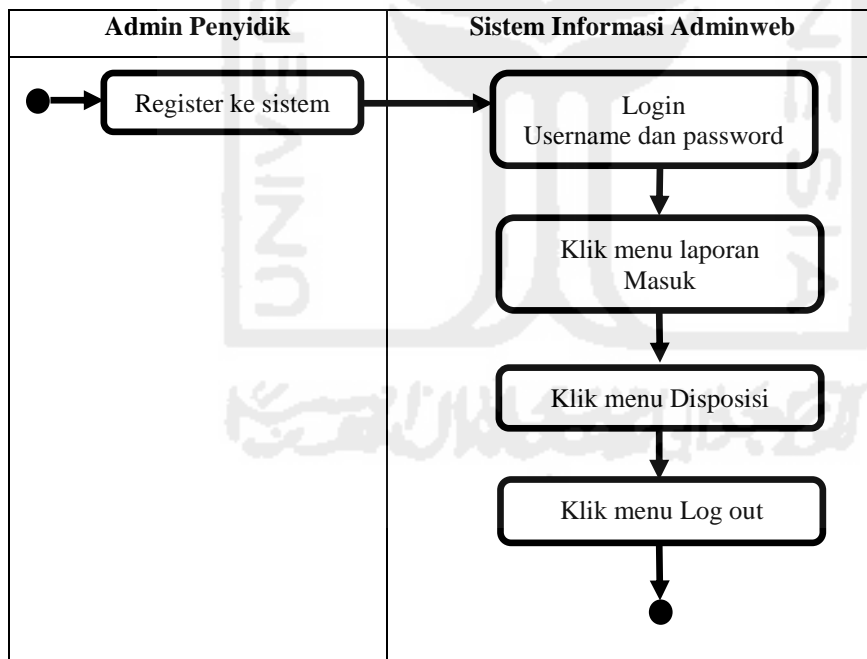 Admin Penyidik
Sistem Informasi Adminweb
Register ke sistem
Login
Username dan password
Klik menu laporan
Masuk
Klik menu Disposisi
Klik menu Log out